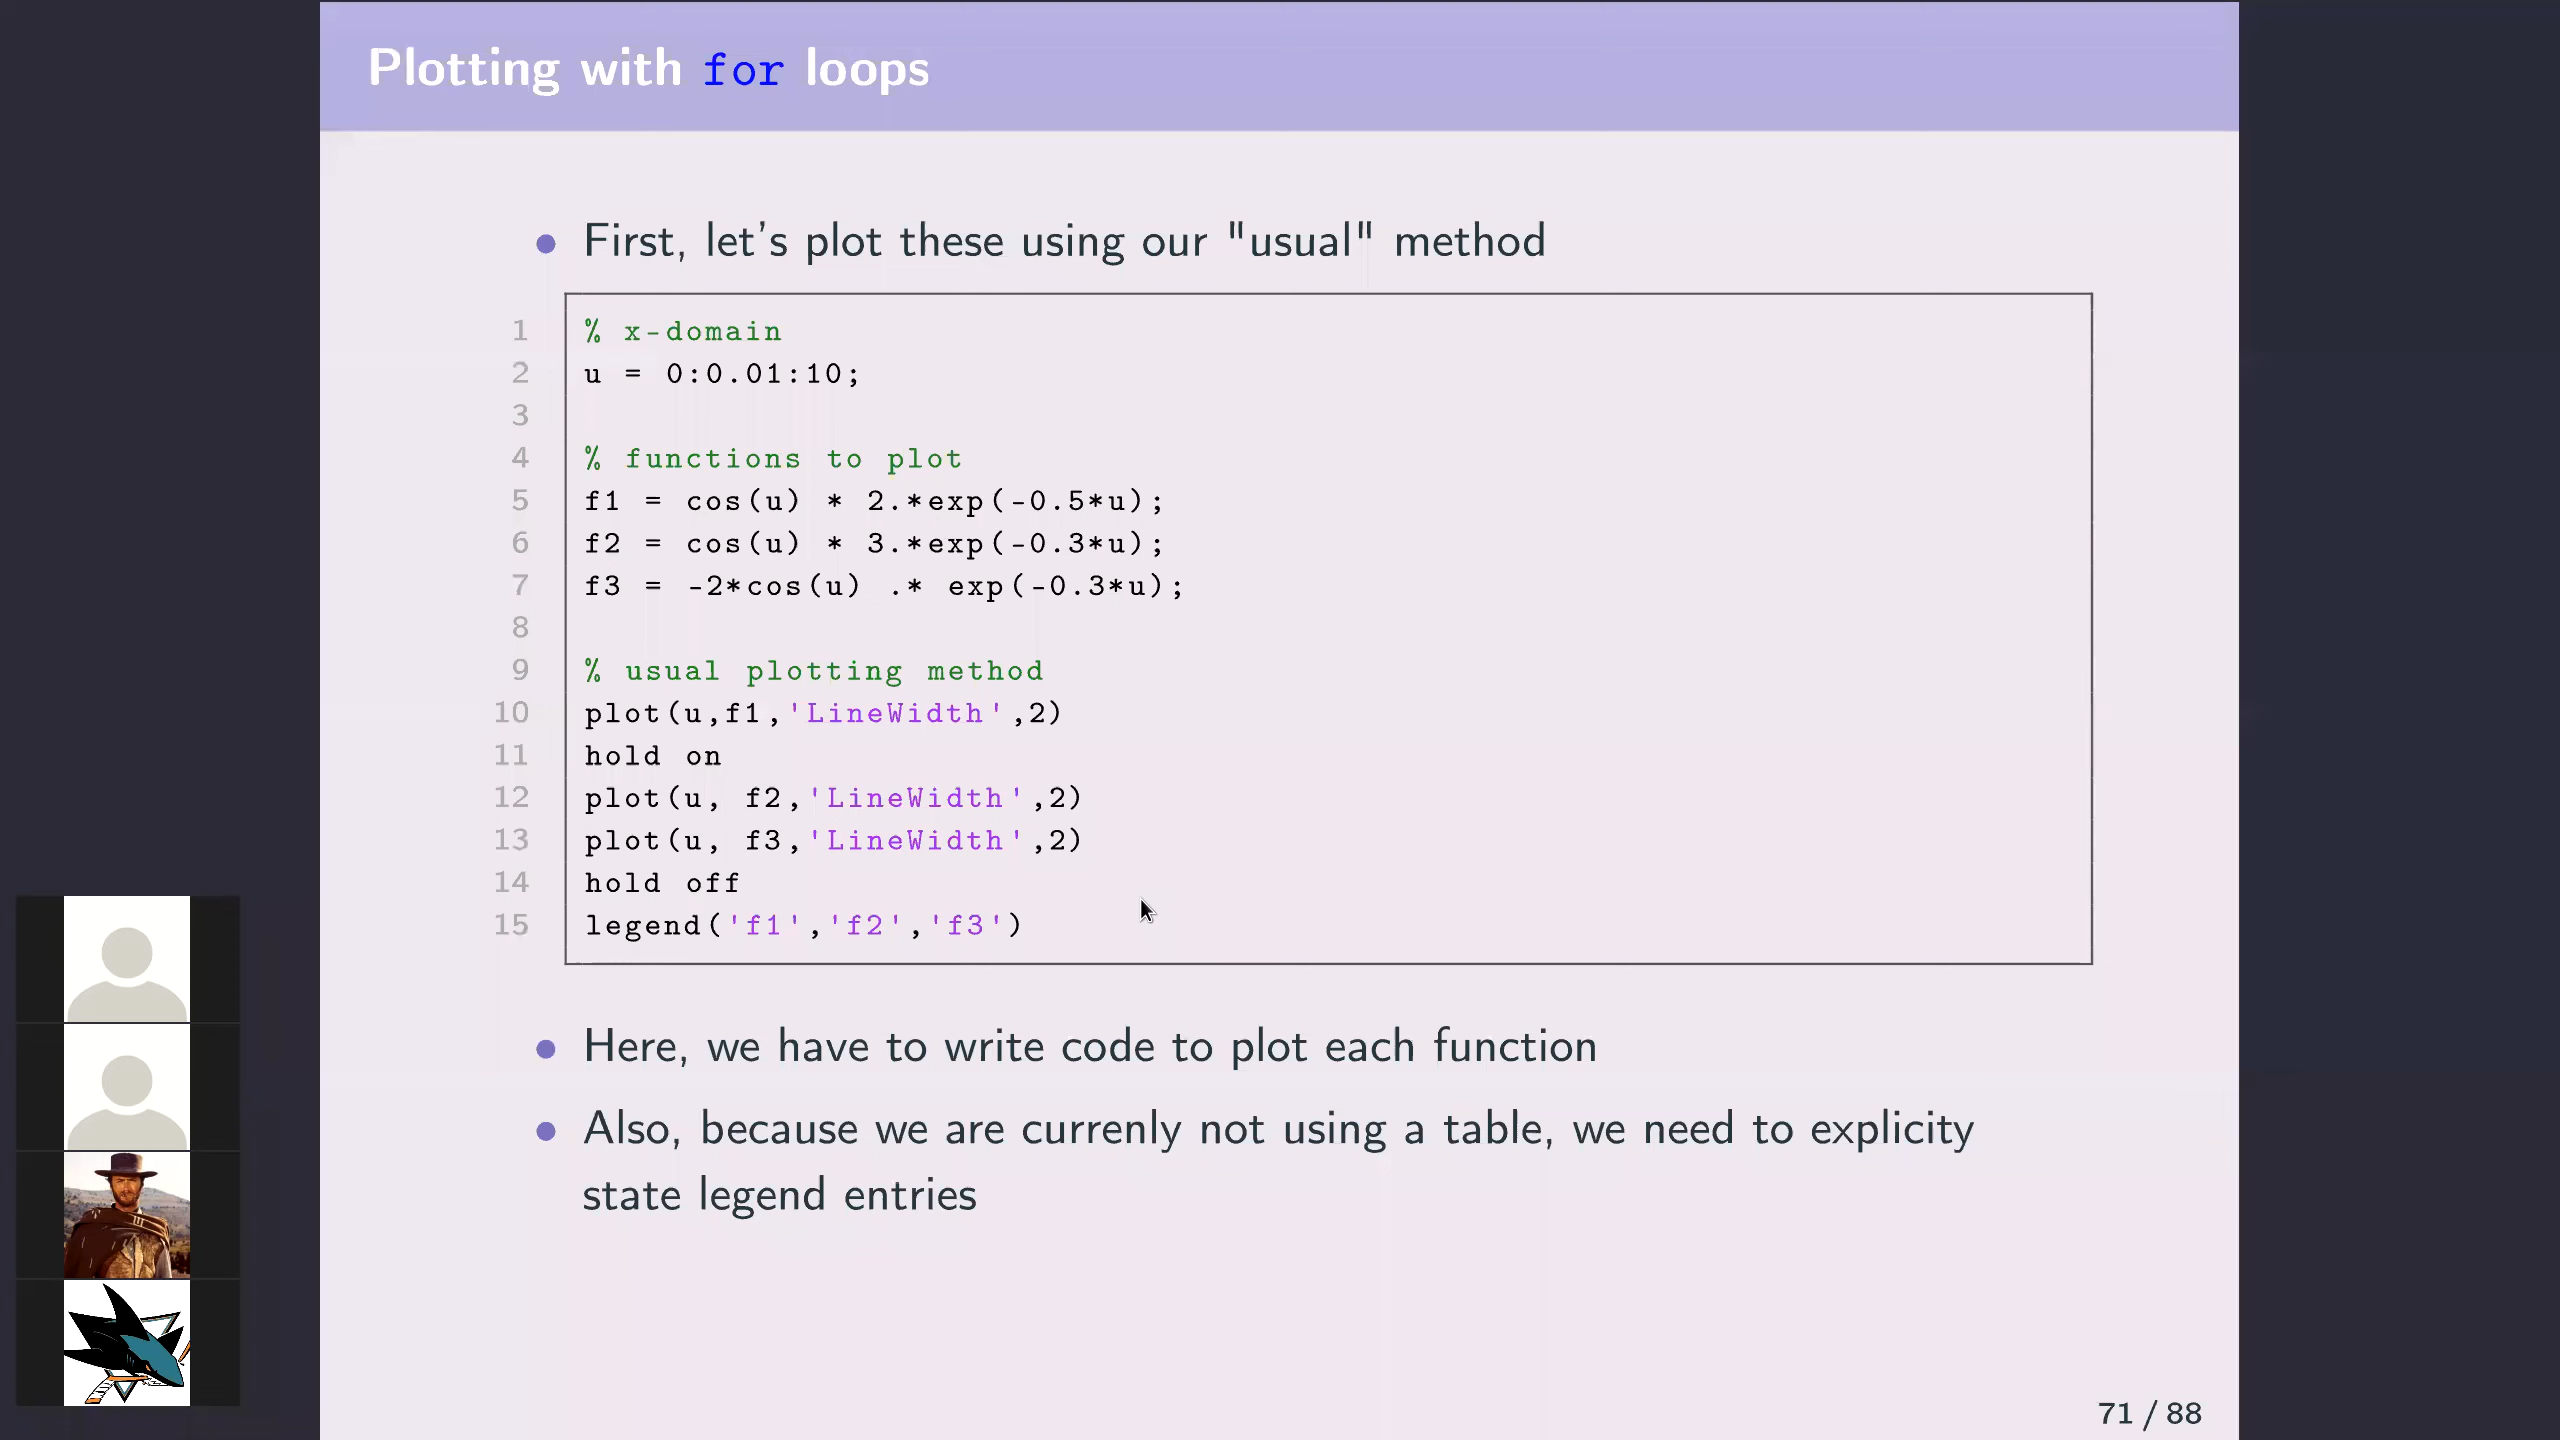 Plotting with for loops
• First, let's plot these using our "usual" method
1 % x-domain
2 u = 0:0.01:10;
3
4 % functions to plot
5 f1 = cos(u) * 2.*exp(-0.5*u);
6 f2 = cos(u) * 3.*exp(-0.3*u);
7 f3 = -2*cos(u) .* exp(-0.3*u);
8
9 % usual plotting method
10 plot(u,f1,'LineWidth',2)
11 hold on
12 plot(u, f2,'LineWidth',2)
13 plot(u, f3,'LineWidth',2)
14 hold off
15 legend('f1','f2','f3')
• Here, we have to write code to plot each function
• Also, because we are currenly not using a table, we need to explicity
state legend entries
71 / 88